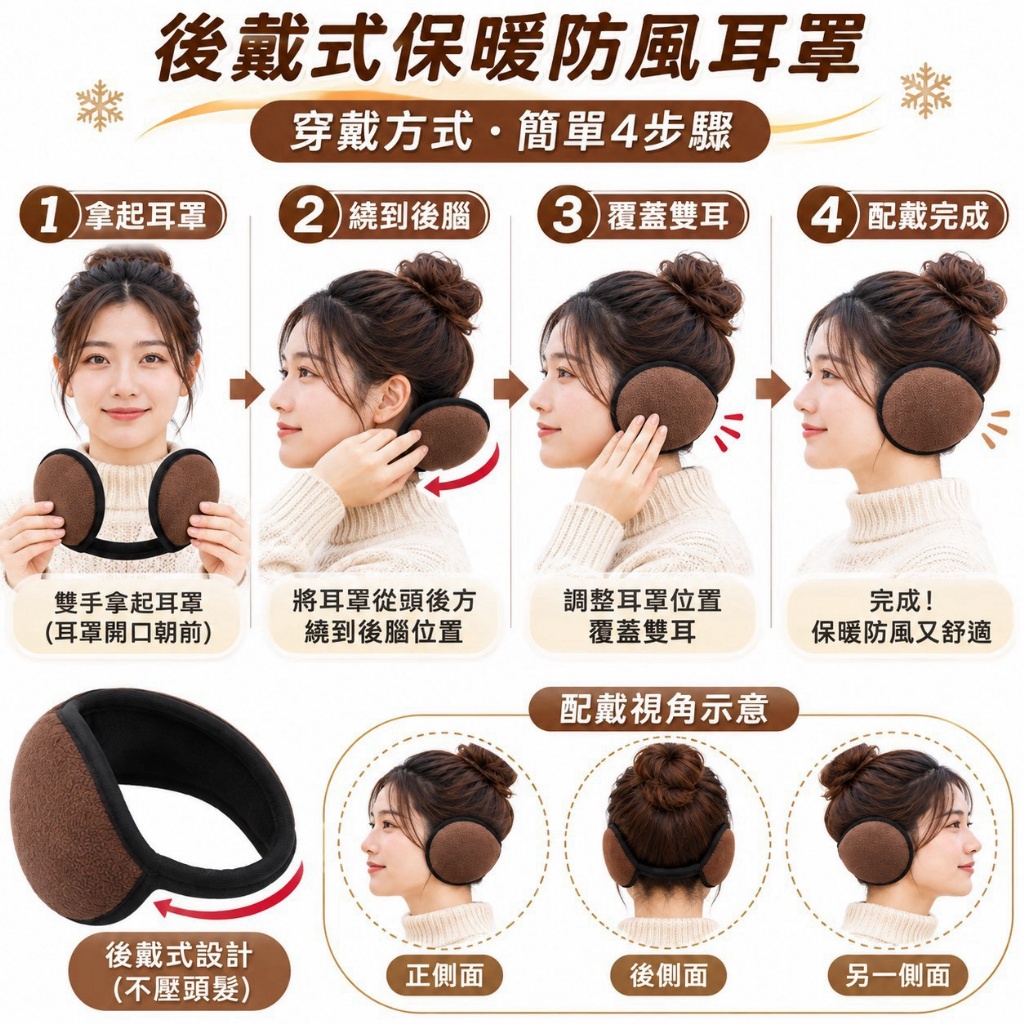 後戴式保暖防風耳罩
穿戴方式・簡單4步驟
1 拿起耳罩
2 繞到後腦
3 覆蓋雙耳
4 配戴完成
雙手拿起耳罩
(耳罩開口朝前)
將耳罩從頭後方
繞到後腦位置
調整耳罩位置
覆蓋雙耳
完成！
保暖防風又舒適
後戴式設計
(不壓頭髮)
配戴視角示意
正側面
後側面
另一側面